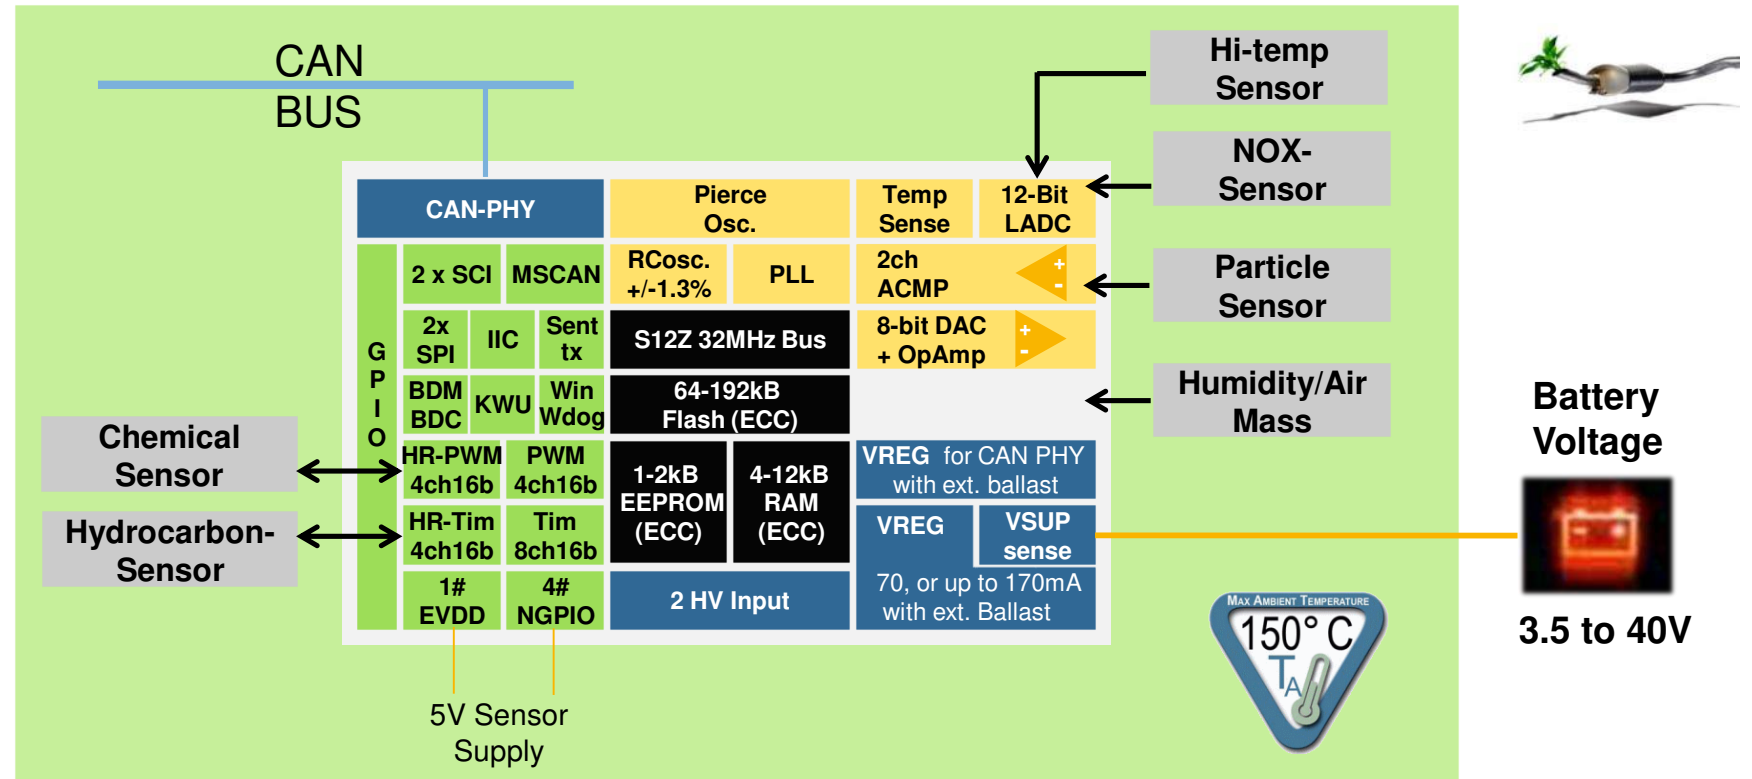 CAN
BUS
Hi-temp
Sensor
NOX-
Sensor
Particle
Sensor
Humidity/Air
Mass
Chemical
Sensor
Hydrocarbon-
Sensor
CAN-PHY
Pierce
Osc.
Temp
Sense
12-Bit
LADC
GPIO
2 x SCI
MSCAN
RCosc.
+/-1.3%
PLL
2ch
ACMP
+
-
2x
SPI
IIC
Sent
tx
S12Z 32MHz Bus
8-bit DAC
+ OpAmp
+
-
BDM
BDC
KWU
Win
Wdog
64-192kB
Flash (ECC)
HR-PWM
4ch16b
PWM
4ch16b
1-2kB
EEPROM
(ECC)
4-12kB
RAM
(ECC)
VREG for CAN PHY
with ext. ballast
HR-Tim
4ch16b
Tim
8ch16b
VREG
VSUP
sense
70, or up to 170mA
with ext. Ballast
1#
EVDD
4#
NGPIO
2 HV Input
5V Sensor
Supply
MAX AMBIENT TEMPERATURE
150° C
TA
Battery
Voltage
3.5 to 40V